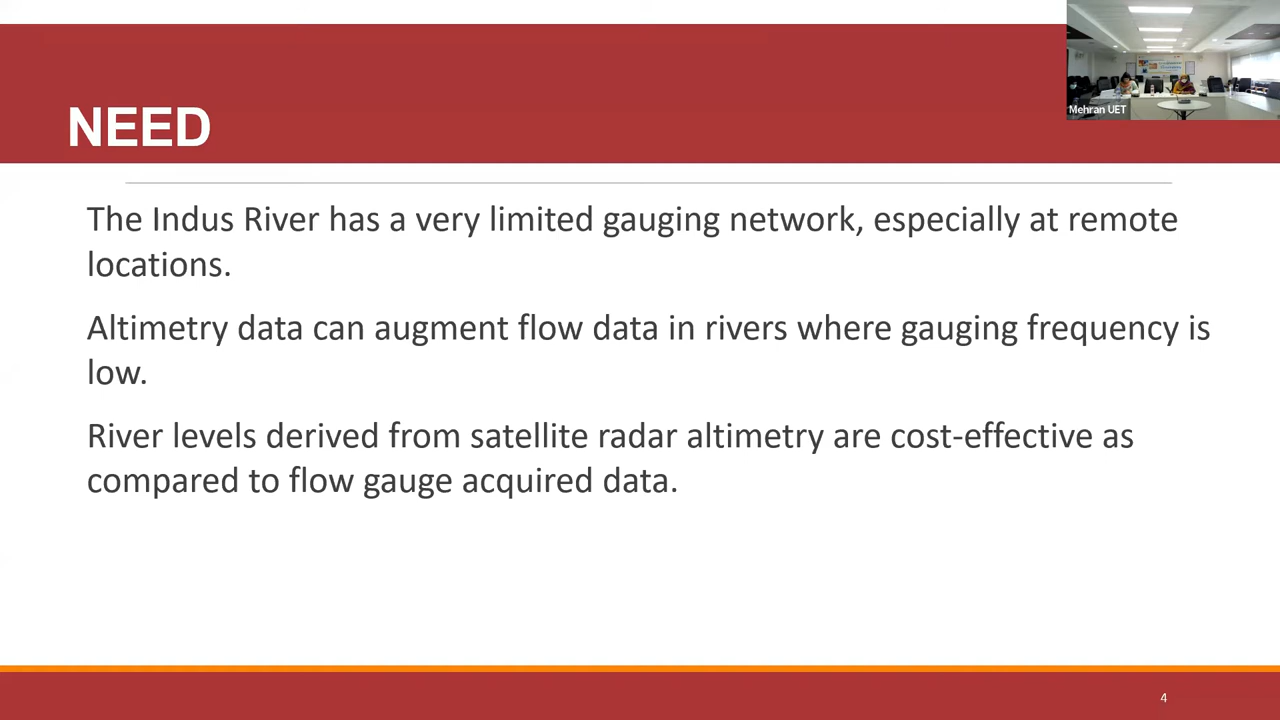 NEED
Mehran UET
The Indus River has a very limited gauging network, especially at remote
locations.
Altimetry data can augment flow data in rivers where gauging frequency is
low.
River levels derived from satellite radar altimetry are cost-effective as
compared to flow gauge acquired data.
4